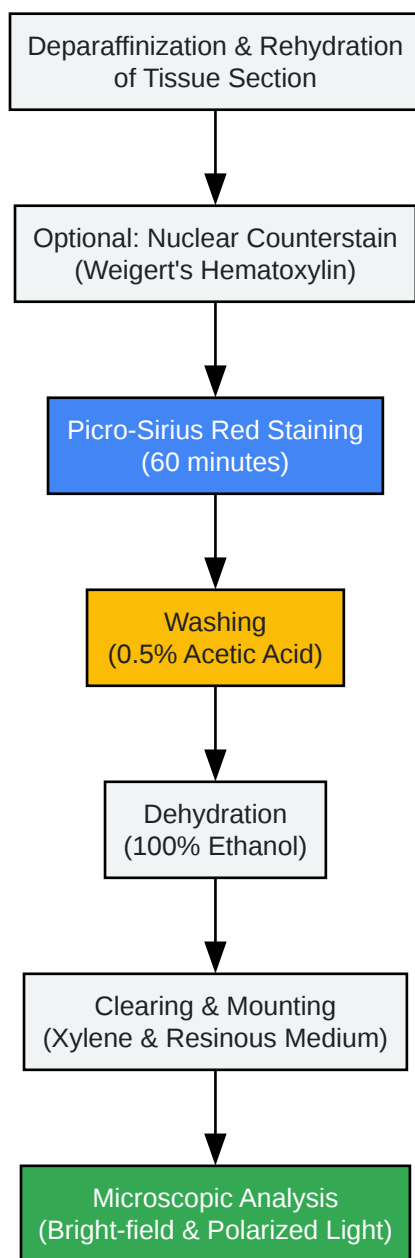 Deparaffinization & Rehydration
of Tissue Section
Optional: Nuclear Counterstain
(Weigert's Hematoxylin)
Picro-Sirius Red Staining
(60 minutes)
Washing
(0.5% Acetic Acid)
Dehydration
(100% Ethanol)
Clearing & Mounting
(Xylene & Resinous Medium)
Microscopic Analysis
(Bright-field & Polarized Light)